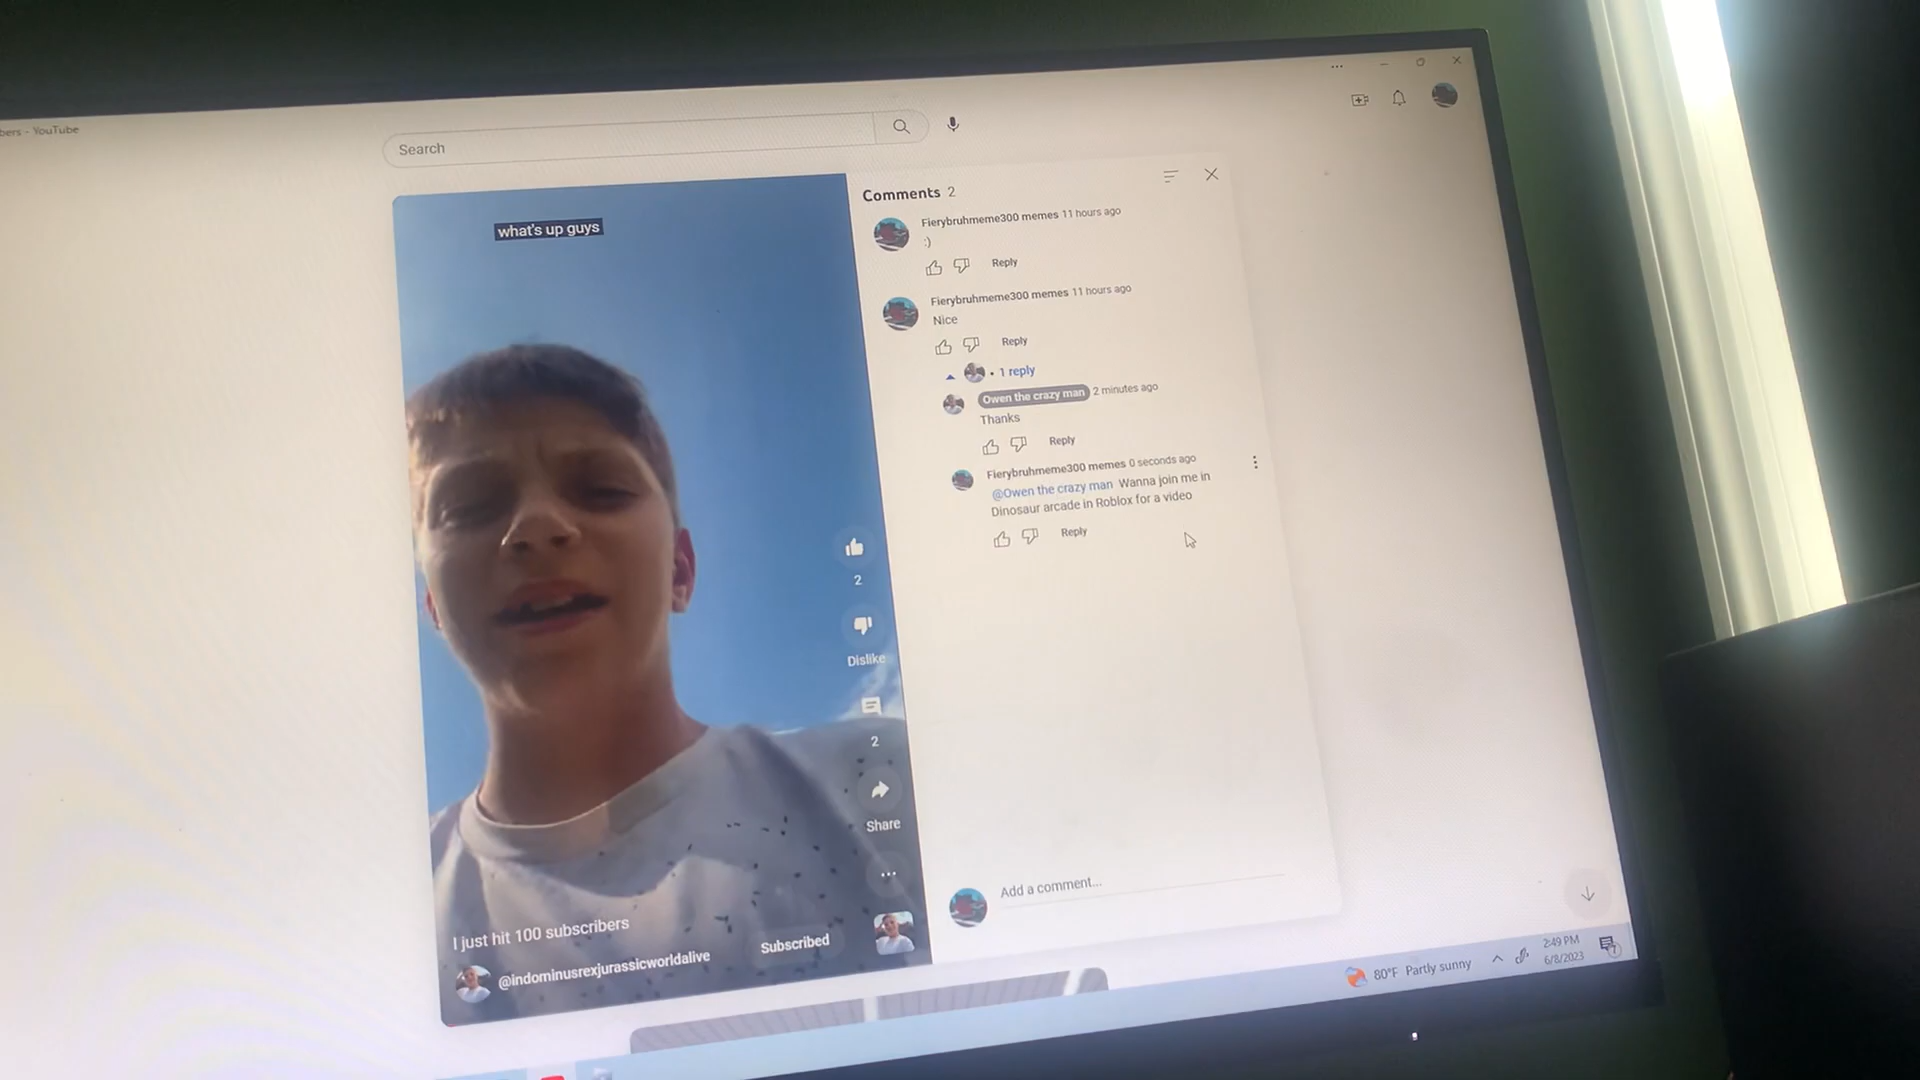 bers - YouTube
Search
what's up guys
2
Dislike
2
Share
I just hit 100 subscribers
@indominusrexjurassicworldalive
Subscribed
Comments 2
Fierybruhmeme300 memes 11 hours ago
:)
Reply
Fierybruhmeme300 memes 11 hours ago
Nice
Reply
• 1 reply
Owen the crazy man 2 minutes ago
Thanks
Reply
Fierybruhmeme300 memes 0 seconds ago
@Owen the crazy man Wanna join me in
Dinosaur arcade in Roblox for a video
Reply
Add a comment...
80°F Partly sunny
2:49 PM
6/8/2023